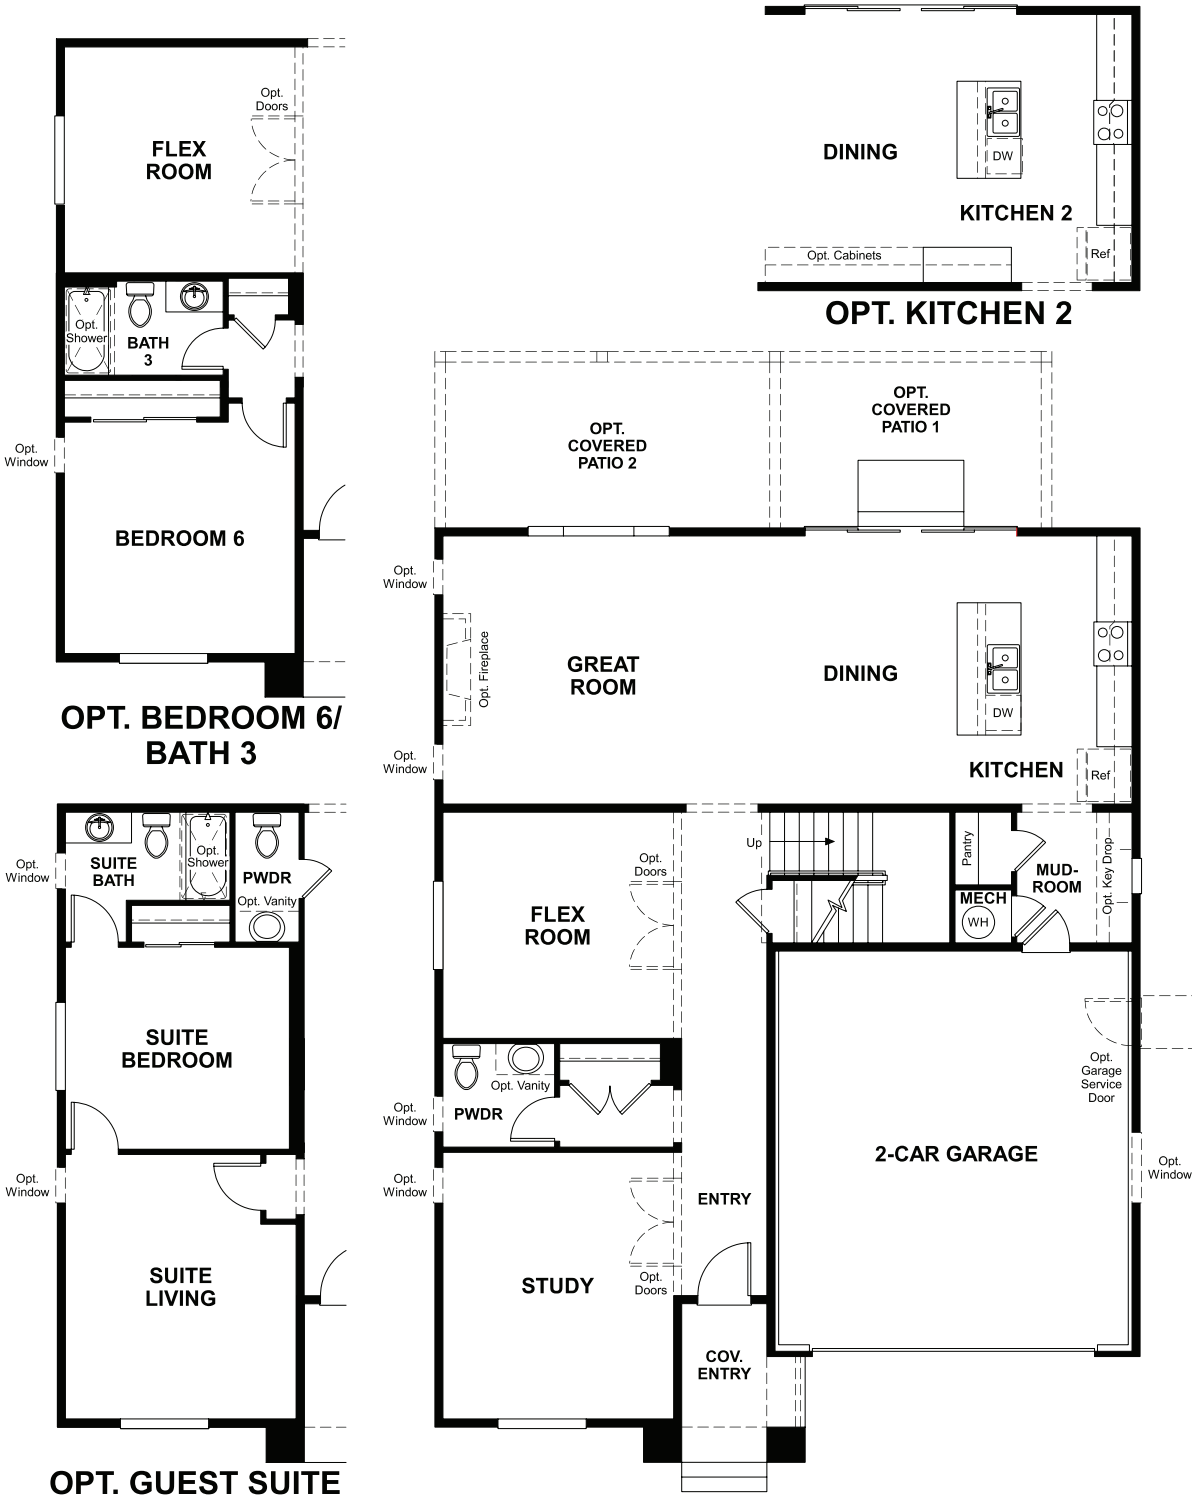 Opt.
Doors
FLEX
ROOM
Opt.
Shower
BATH
3
Opt.
Window
BEDROOM 6
OPT. BEDROOM 6/
BATH 3
DINING
DW
KITCHEN 2
Opt. Cabinets
Ref
OPT. KITCHEN 2
OPT.
COVERED
PATIO 2
OPT.
COVERED
PATIO 1
Opt.
Window
Opt. Fireplace
GREAT
ROOM
DINING
DW
KITCHEN
Ref
Opt.
Window
Opt.
Window
SUITE
BATH
Opt.
Shower
PWDR
Opt. Vanity
SUITE
BEDROOM
Opt.
Window
SUITE
LIVING
OPT. GUEST SUITE
Opt.
Doors
FLEX
ROOM
Up
Pantry
MUD-
ROOM
Opt. Key Drop
MECH
WH
Opt. Vanity
PWDR
Opt.
Window
Opt.
Garage
Service
Door
2-CAR GARAGE
Opt.
Window
Opt.
Window
ENTRY
STUDY
Opt.
Doors
COV.
ENTRY